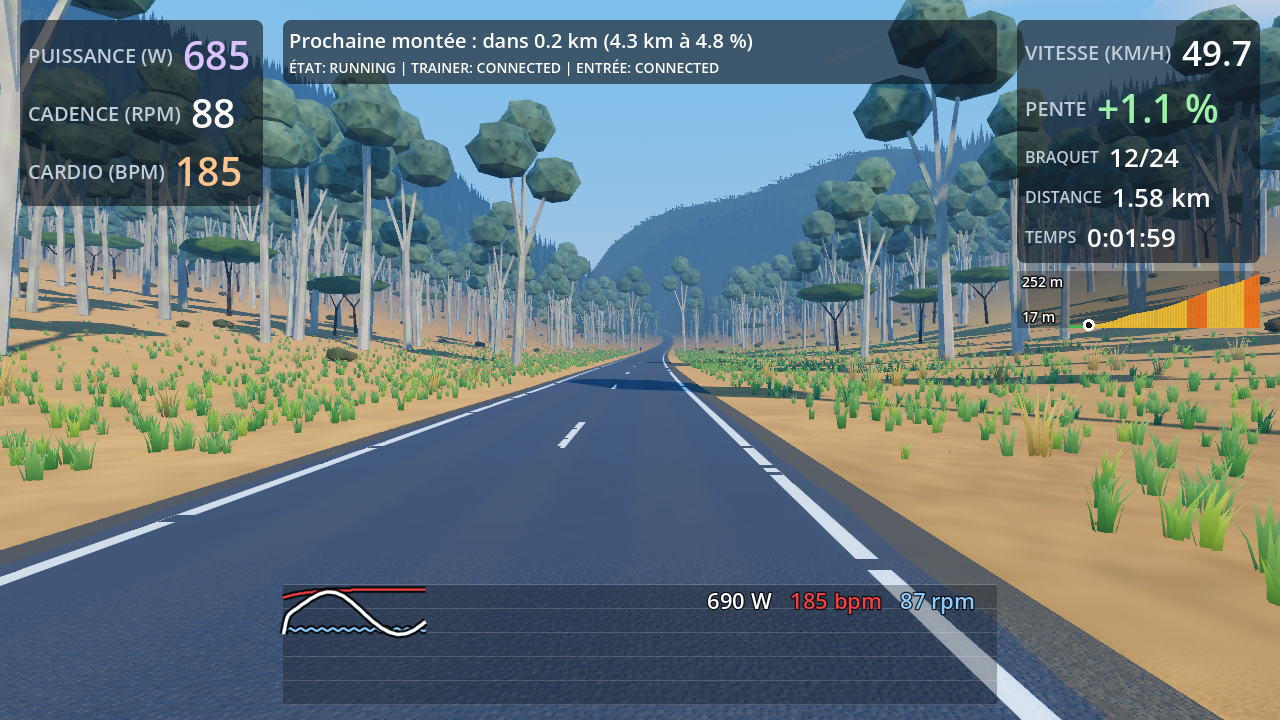 PUISSANCE (W) 685
CADENCE (RPM) 88
CARDIO (BPM) 185
Prochaine montée : dans 0.2 km (4.3 km à 4.8 %)
ÉTAT: RUNNING | TRAINER: CONNECTED | ENTRÉE: CONNECTED
VITESSE (KM/H) 49.7
PENTE +1.1 %
BRAQUET 12/24
DISTANCE 1.58 km
TEMPS 0:01:59
252 m
17 m
690 W 185 bpm 87 rpm